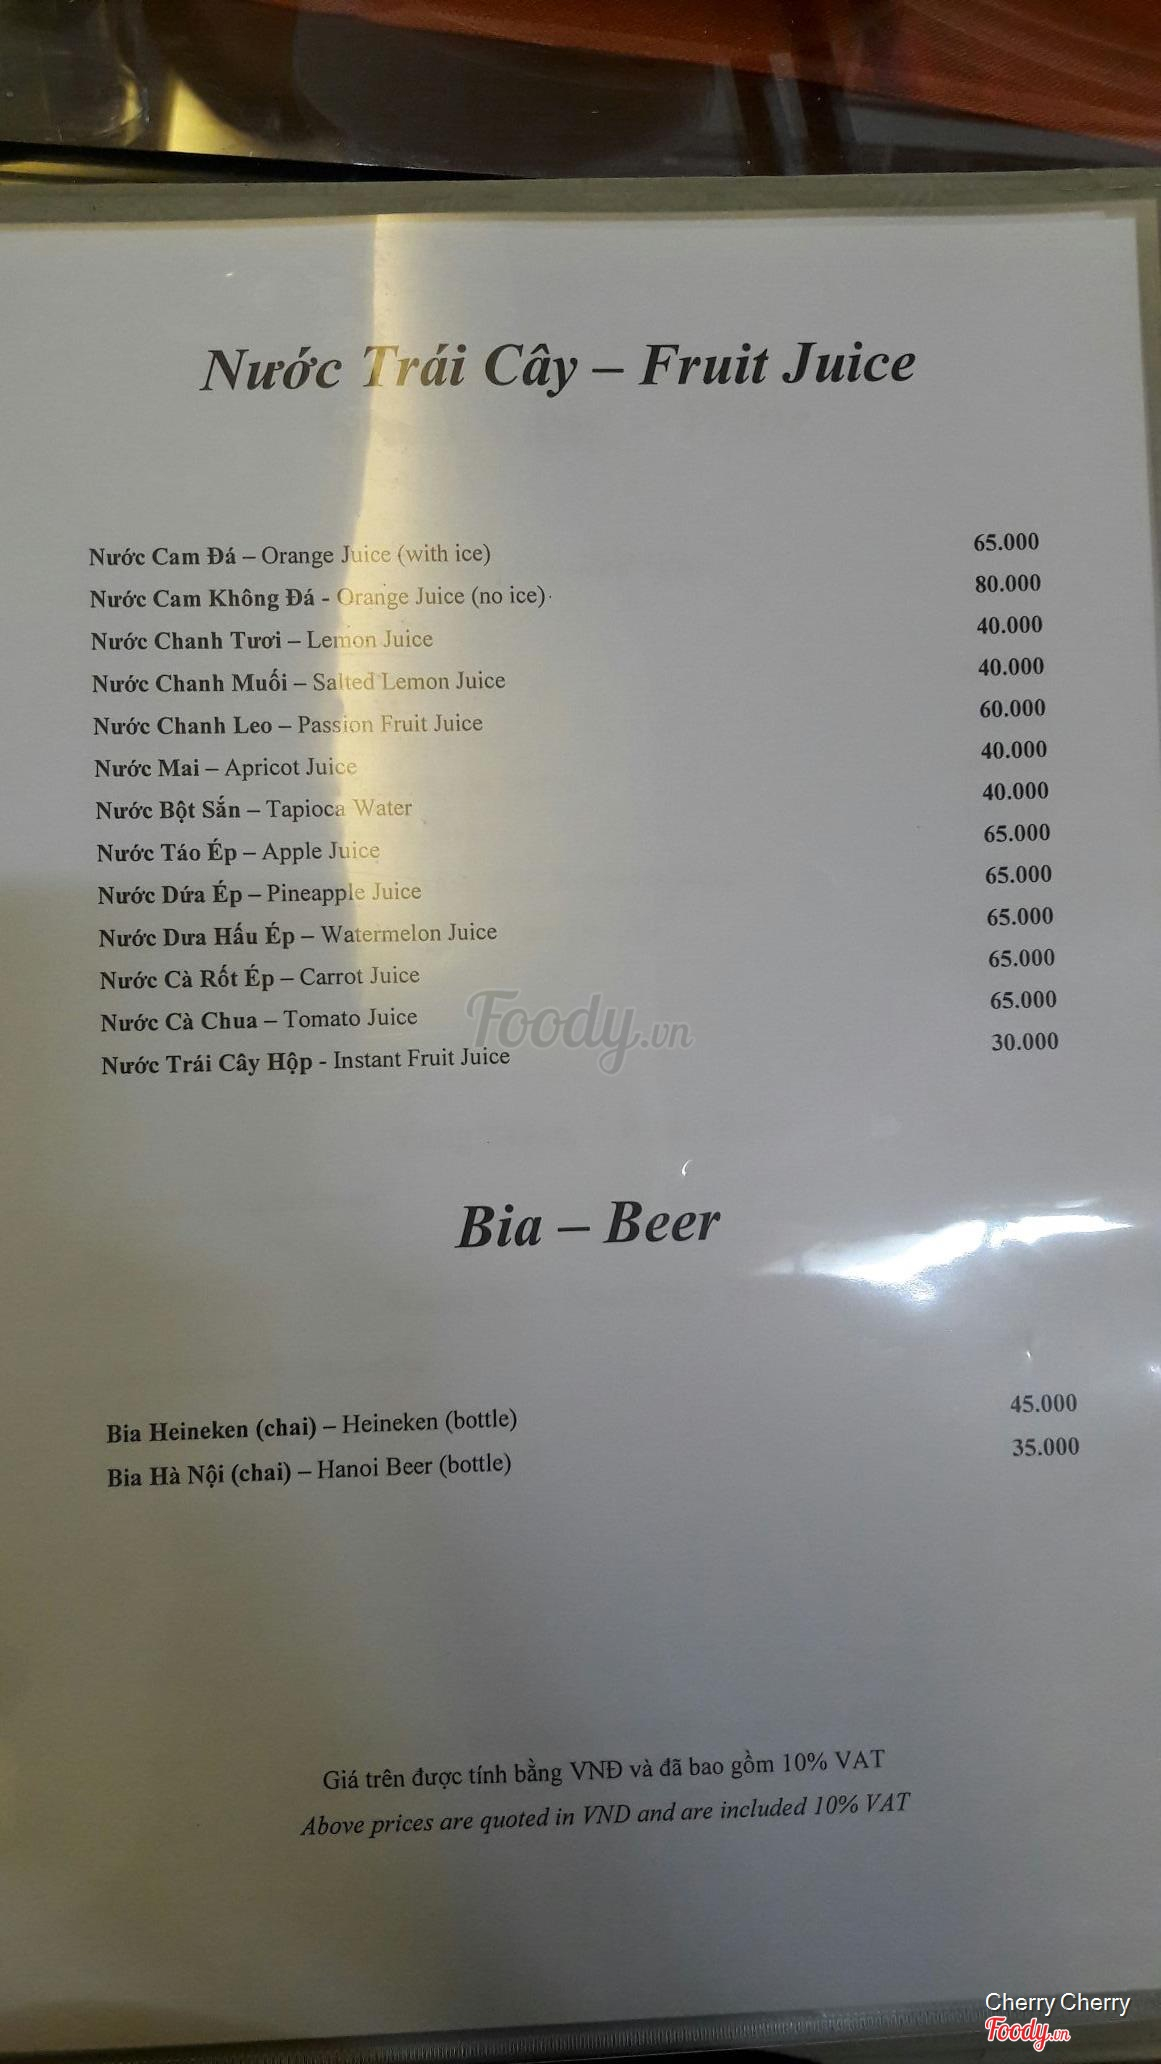 Nước Trái Cây – Fruit Juice
Nước Cam Đá – Orange Juice (with ice) 65.000
Nước Cam Không Đá - Orange Juice (no ice) 80.000
Nước Chanh Tươi – Lemon Juice 40.000
Nước Chanh Muối – Salted Lemon Juice 40.000
Nước Chanh Leo – Passion Fruit Juice 60.000
Nước Mai – Apricot Juice 40.000
Nước Bột Sắn – Tapioca Water 40.000
Nước Táo Ép – Apple Juice 65.000
Nước Dứa Ép – Pineapple Juice 65.000
Nước Dưa Hấu Ép – Watermelon Juice 65.000
Nước Cà Rốt Ép – Carrot Juice 65.000
Nước Cà Chua – Tomato Juice 65.000
Nước Trái Cây Hộp - Instant Fruit Juice 30.000
Foody.vn
Bia – Beer
Bia Heineken (chai) – Heineken (bottle) 45.000
Bia Hà Nội (chai) – Hanoi Beer (bottle) 35.000
Giá trên được tính bằng VNĐ và đã bao gồm 10% VAT
Above prices are quoted in VND and are included 10% VAT
Cherry Cherry
Foody.vn